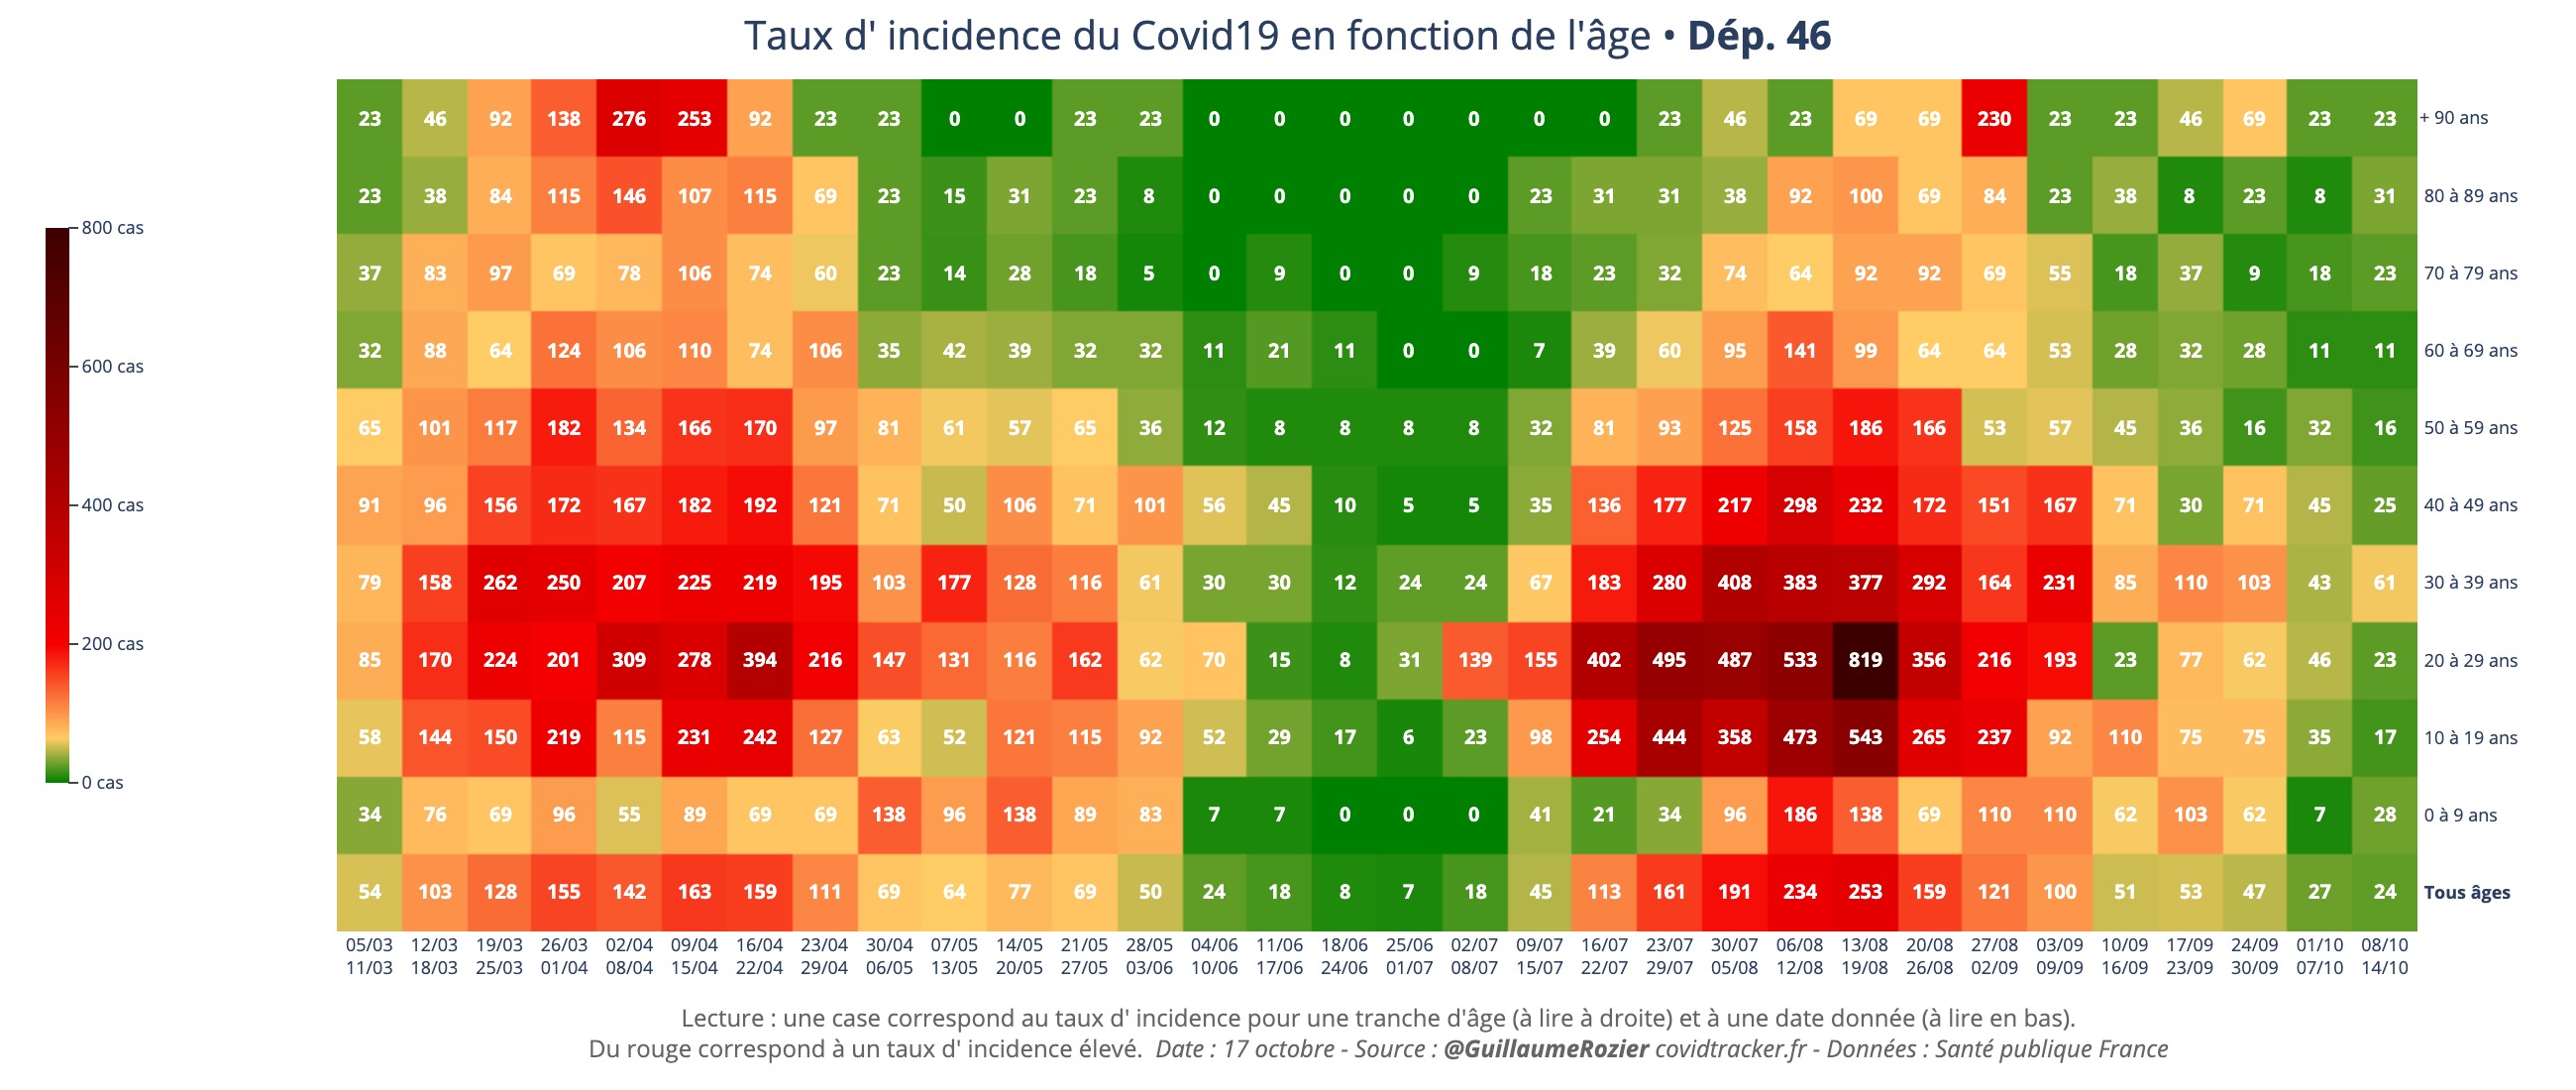 Taux d' incidence du Covid19 en fonction de l'âge • Dép. 46
800 cas
600 cas
400 cas
200 cas
0 cas
23 46 92 138 276 253 92 23 23 0 0 23 23 0 0 0 0 0 0 0 23 46 23 69 69 230 23 23 46 69 23 23 + 90 ans
23 38 84 115 146 107 115 69 23 15 31 23 8 0 0 0 0 0 23 31 31 38 92 100 69 84 23 38 8 23 8 31 80 à 89 ans
37 83 97 69 78 106 74 60 23 14 28 18 5 0 9 0 0 9 18 23 32 74 64 92 92 69 55 18 37 9 18 23 70 à 79 ans
32 88 64 124 106 110 74 106 35 42 39 32 32 11 21 11 0 0 7 39 60 95 141 99 64 64 53 28 32 28 11 11 60 à 69 ans
65 101 117 182 134 166 170 97 81 61 57 65 36 12 8 8 8 8 32 81 93 125 158 186 166 53 57 45 36 16 32 16 50 à 59 ans
91 96 156 172 167 182 192 121 71 50 106 71 101 56 45 10 5 5 35 136 177 217 298 232 172 151 167 71 30 71 45 25 40 à 49 ans
79 158 262 250 207 225 219 195 103 177 128 116 61 30 30 12 24 24 67 183 280 408 383 377 292 164 231 85 110 103 43 61 30 à 39 ans
85 170 224 201 309 278 394 216 147 131 116 162 62 70 15 8 31 139 155 402 495 487 533 819 356 216 193 23 77 62 46 23 20 à 29 ans
58 144 150 219 115 231 242 127 63 52 121 115 92 52 29 17 6 23 98 254 444 358 473 543 265 237 92 110 75 75 35 17 10 à 19 ans
34 76 69 96 55 89 69 69 138 96 138 89 83 7 7 0 0 0 41 21 34 96 186 138 69 110 110 62 103 62 7 28 0 à 9 ans
54 103 128 155 142 163 159 111 69 64 77 69 50 24 18 8 7 18 45 113 161 191 234 253 159 121 100 51 53 47 27 24 Tous âges
05/03 12/03 19/03 26/03 02/04 09/04 16/04 23/04 30/04 07/05 14/05 21/05 28/05 04/06 11/06 18/06 25/06 02/07 09/07 16/07 23/07 30/07 06/08 13/08 20/08 27/08 03/09 10/09 17/09 24/09 01/10 08/10
11/03 18/03 25/03 01/04 08/04 15/04 22/04 29/04 06/05 13/05 20/05 27/05 03/06 10/06 17/06 24/06 01/07 08/07 15/07 22/07 29/07 05/08 12/08 19/08 26/08 02/09 09/09 16/09 23/09 30/09 07/10 14/10
Lecture : une case correspond au taux d' incidence pour une tranche d'âge (à lire à droite) et à une date donnée (à lire en bas).
Du rouge correspond à un taux d' incidence élevé. Date : 17 octobre - Source : @GuillaumeRozier covidtracker.fr - Données : Santé publique France